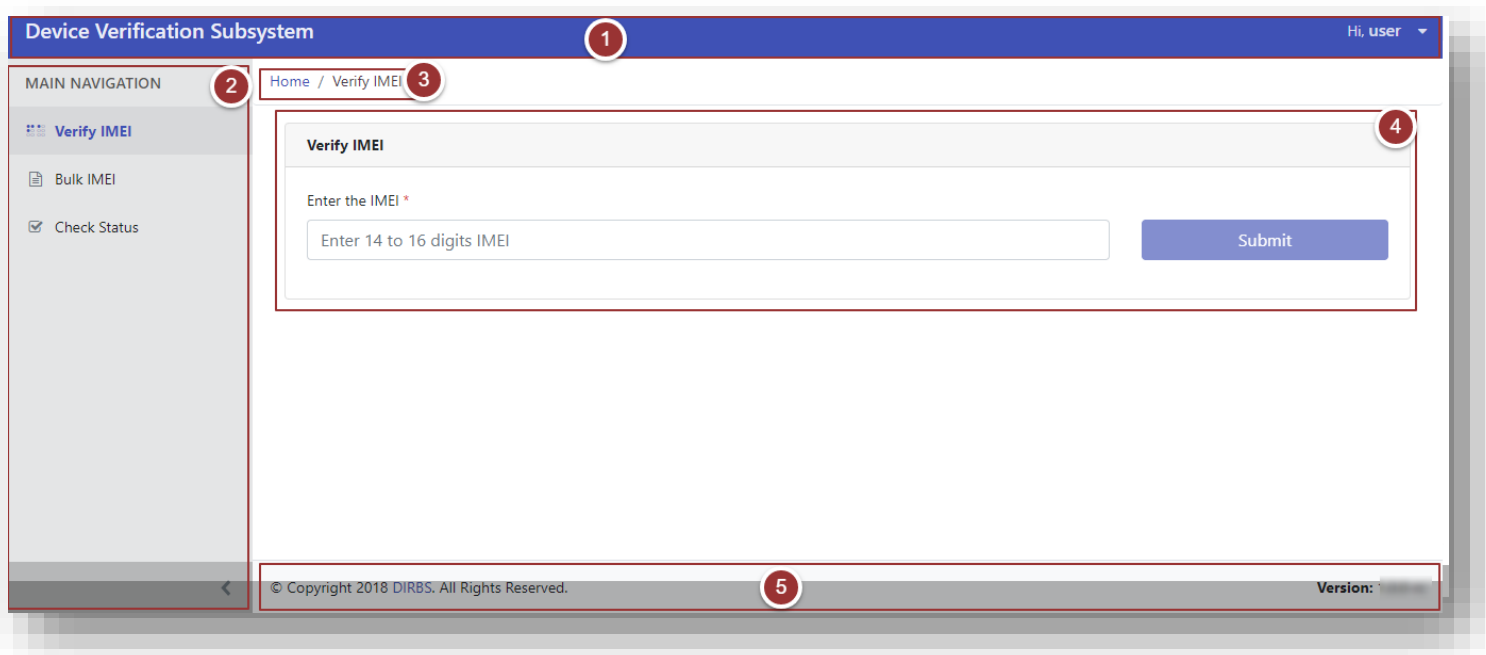 Device Verification Subsystem
1
Hi, user
MAIN NAVIGATION
2
Home / Verify IMEI
3
Verify IMEI
Bulk IMEI
Check Status
4
Verify IMEI
Enter the IMEI *
Enter 14 to 16 digits IMEI
Submit
© Copyright 2018 DIRBS. All Rights Reserved.
5
Version: